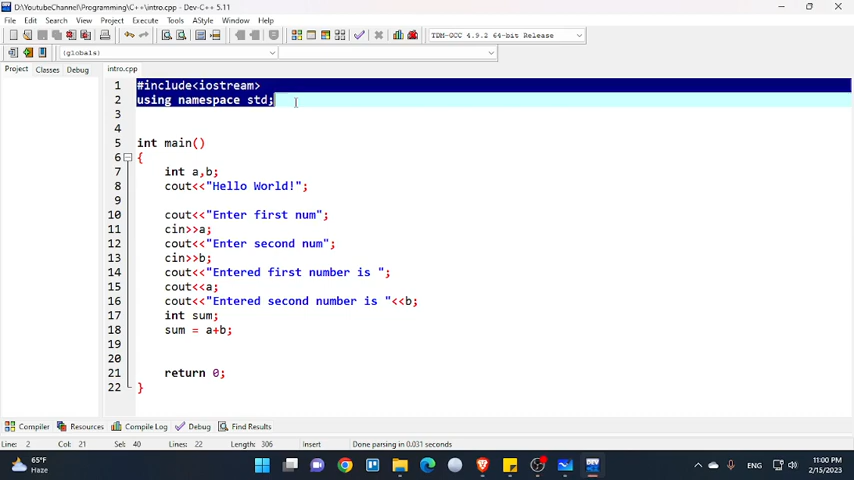 D:\YoutubeChannel\Programming\C++\intro.cpp - Dev-C++ 5.11
File Edit Search View Project Execute Tools AStyle Window Help
TDM-GCC 4.9.2 64-bit Release
(globals)
Project Classes Debug intro.cpp
1 #include<iostream>
2 using namespace std;
3
4
5 int main()
6 {
7 int a,b;
8 cout<<"Hello World!";
9
10 cout<<"Enter first num";
11 cin>>a;
12 cout<<"Enter second num";
13 cin>>b;
14 cout<<"Entered first number is ";
15 cout<<a;
16 cout<<"Entered second number is "<<b;
17 int sum;
18 sum = a+b;
19
20
21 return 0;
22 }
Compiler Resources Compile Log Debug Find Results
Line: 2 Col: 21 Sel: 40 Lines: 22 Length: 306 Insert Done parsing in 0.031 seconds
65°F
Haze
ENG
11:00 PM
2/15/2023